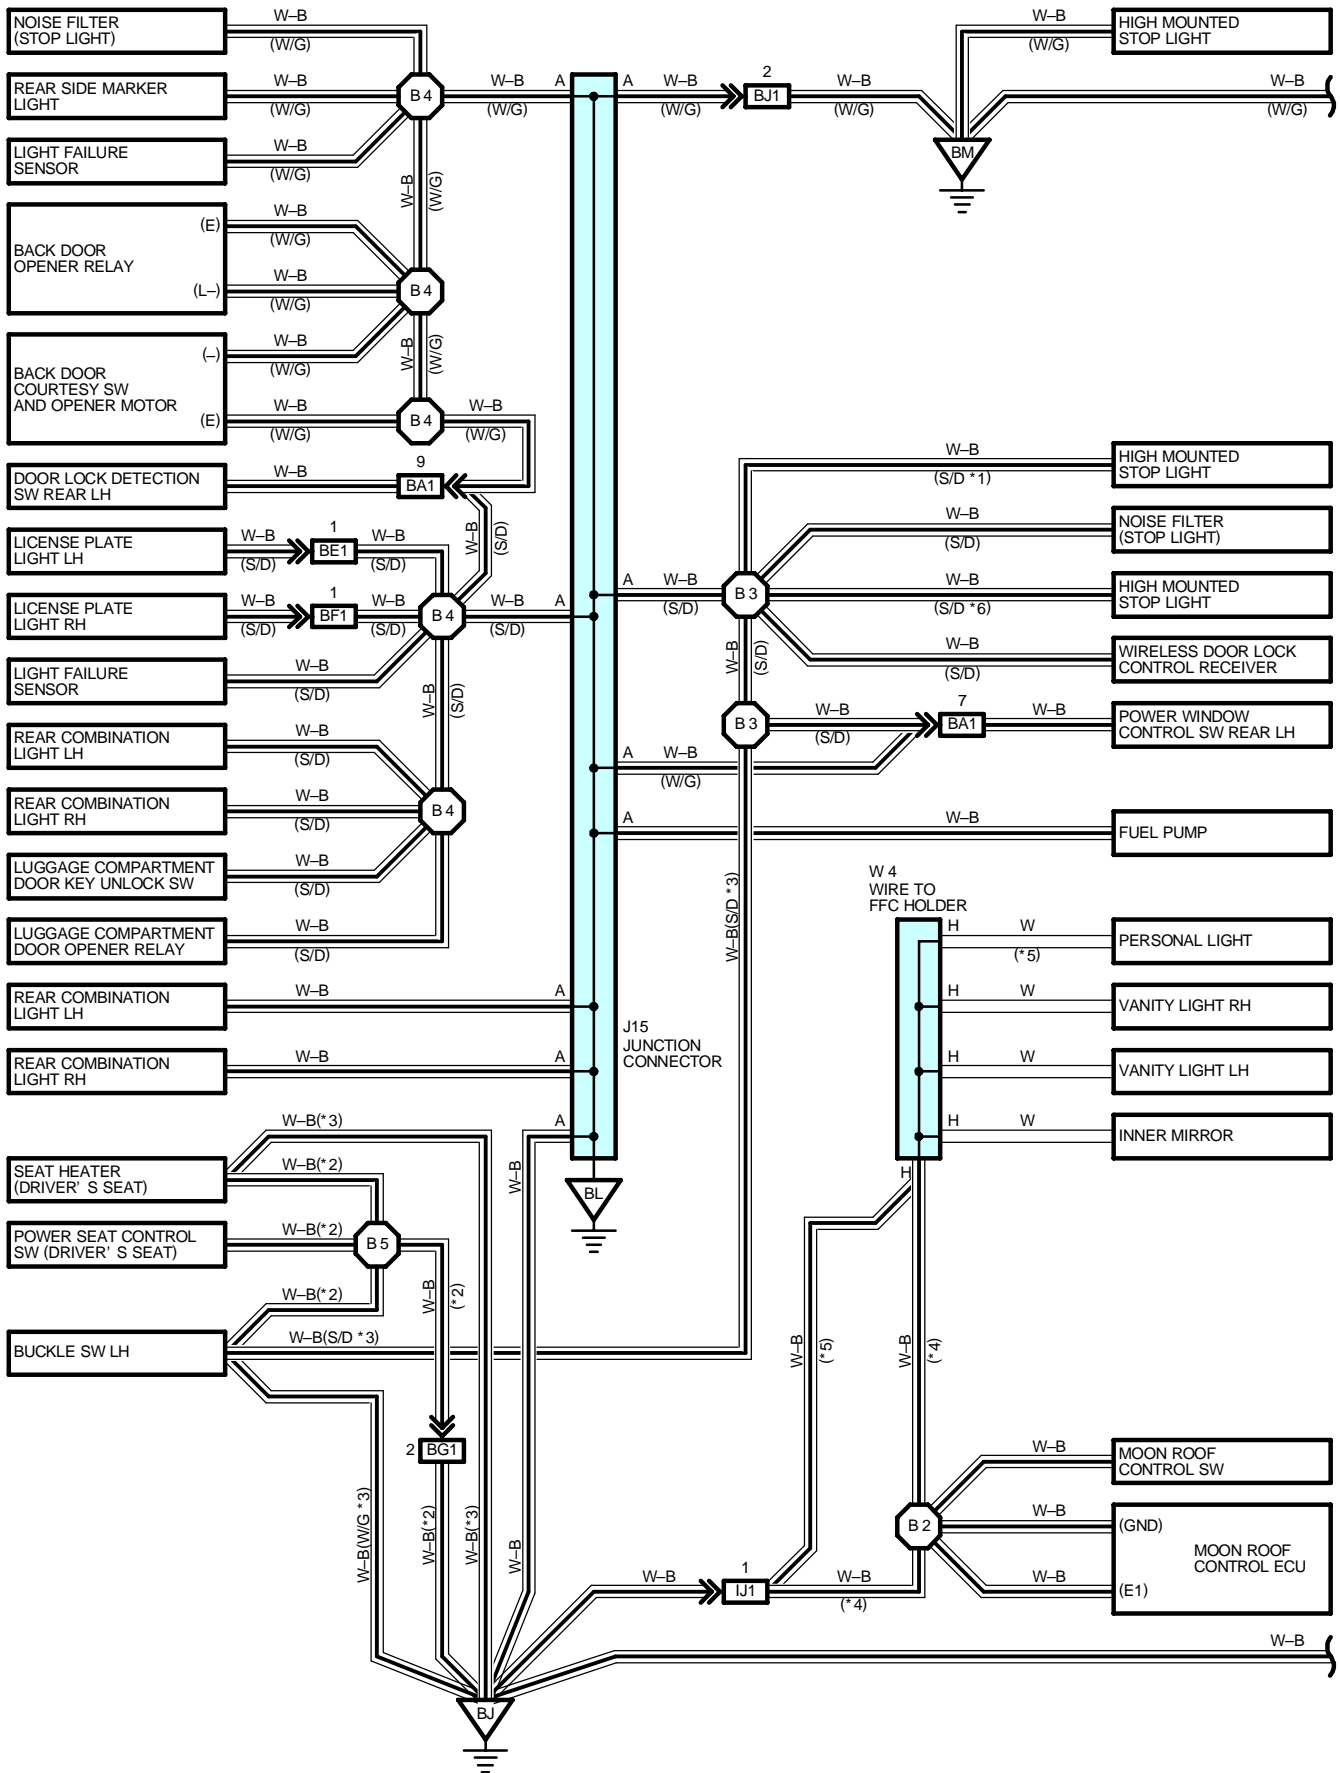 NOISE FILTER
(STOP LIGHT)
W–B
(W/G)
W–B
(W/G)
HIGH MOUNTED
STOP LIGHT
REAR SIDE MARKER
LIGHT
W–B
(W/G)
B 4
W–B
(W/G)
A
A
W–B
(W/G)
2
BJ1
W–B
(W/G)
W–B
(W/G)
LIGHT FAILURE
SENSOR
W–B
(W/G)
BM
W–B
(W/G)
BACK DOOR
OPENER RELAY
(E)
W–B
(W/G)
(L–)
W–B
(W/G)
B 4
W–B
(W/G)
BACK DOOR
COURTESY SW
AND OPENER MOTOR
(–)
W–B
(W/G)
(E)
W–B
(W/G)
B 4
W–B
(W/G)
DOOR LOCK DETECTION
SW REAR LH
W–B
9
BA1
W–B
(S/D *1)
HIGH MOUNTED
STOP LIGHT
LICENSE PLATE
LIGHT LH
W–B
(S/D)
1
BE1
W–B
(S/D)
W–B
(S/D)
W–B
(S/D)
NOISE FILTER
(STOP LIGHT)
LICENSE PLATE
LIGHT RH
W–B
(S/D)
1
BF1
W–B
(S/D)
B 4
W–B
(S/D)
A
A
W–B
(S/D)
B 3
W–B
(S/D *6)
HIGH MOUNTED
STOP LIGHT
LIGHT FAILURE
SENSOR
W–B
(S/D)
W–B
(S/D)
W–B
(S/D)
W–B
(S/D)
WIRELESS DOOR LOCK
CONTROL RECEIVER
REAR COMBINATION
LIGHT LH
W–B
(S/D)
B 3
W–B
(S/D)
7
BA1
W–B
POWER WINDOW
CONTROL SW REAR LH
A
W–B
(W/G)
REAR COMBINATION
LIGHT RH
W–B
(S/D)
B 4
A
W–B
FUEL PUMP
LUGGAGE COMPARTMENT
DOOR KEY UNLOCK SW
W–B
(S/D)
W–B(S/D *3)
W 4
WIRE TO
FFC HOLDER
LUGGAGE COMPARTMENT
DOOR OPENER RELAY
W–B
(S/D)
H
W
(*5)
PERSONAL LIGHT
REAR COMBINATION
LIGHT LH
W–B
A
H
W
VANITY LIGHT RH
J15
JUNCTION
CONNECTOR
REAR COMBINATION
LIGHT RH
W–B
A
H
W
VANITY LIGHT LH
W–B(*3)
A
H
W
INNER MIRROR
SEAT HEATER
(DRIVER' S SEAT)
W–B(*2)
W–B
BL
H
POWER SEAT CONTROL
SW (DRIVER' S SEAT)
W–B(*2)
B 5
W–B
(*2)
W–B(*2)
BUCKLE SW LH
W–B(S/D *3)
W–B
(*5)
W–B
(*4)
2
BG1
W–B
MOON ROOF
CONTROL SW
W–B(W/G *3)
W–B(*2)
W–B(*3)
W–B
B 2
W–B
(GND)
MOON ROOF
CONTROL ECU
W–B
1
IJ1
W–B
(*4)
W–B
(E1)
W–B
BJ